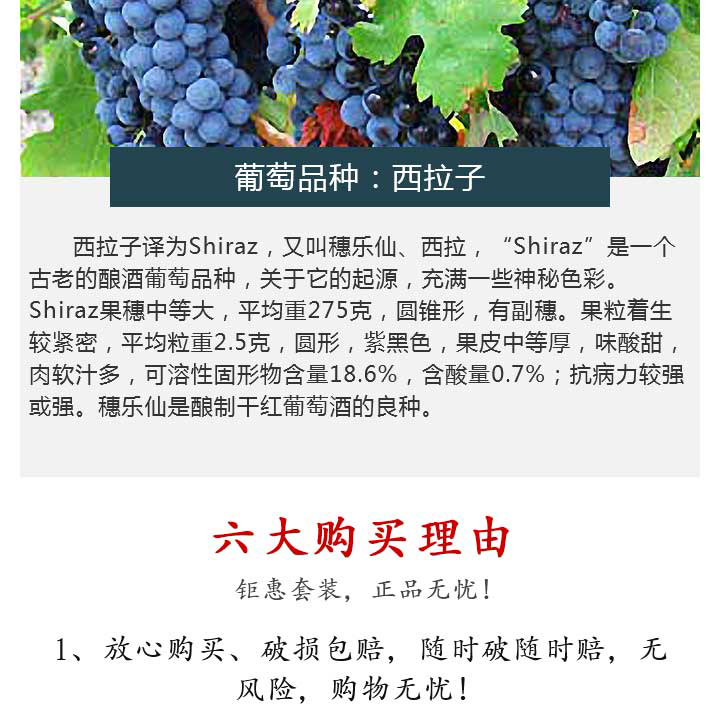 葡萄品种：西拉子
西拉子译为Shiraz，又叫穗乐仙、西拉，“Shiraz”是一个
古老的酿酒葡萄品种，关于它的起源，充满一些神秘色彩。
Shiraz果穗中等大，平均重275克，圆锥形，有副穗。果粒着生
较紧密，平均粒重2.5克，圆形，紫黑色，果皮中等厚，味酸甜，
肉软汁多，可溶性固形物含量18.6%，含酸量0.7%；抗病力较强
或强。穗乐仙是酿制干红葡萄酒的良种。
六大购买理由
钜惠套装，正品无忧！
1、放心购买、破损包赔，随时破随时赔，无
风险，购物无忧！